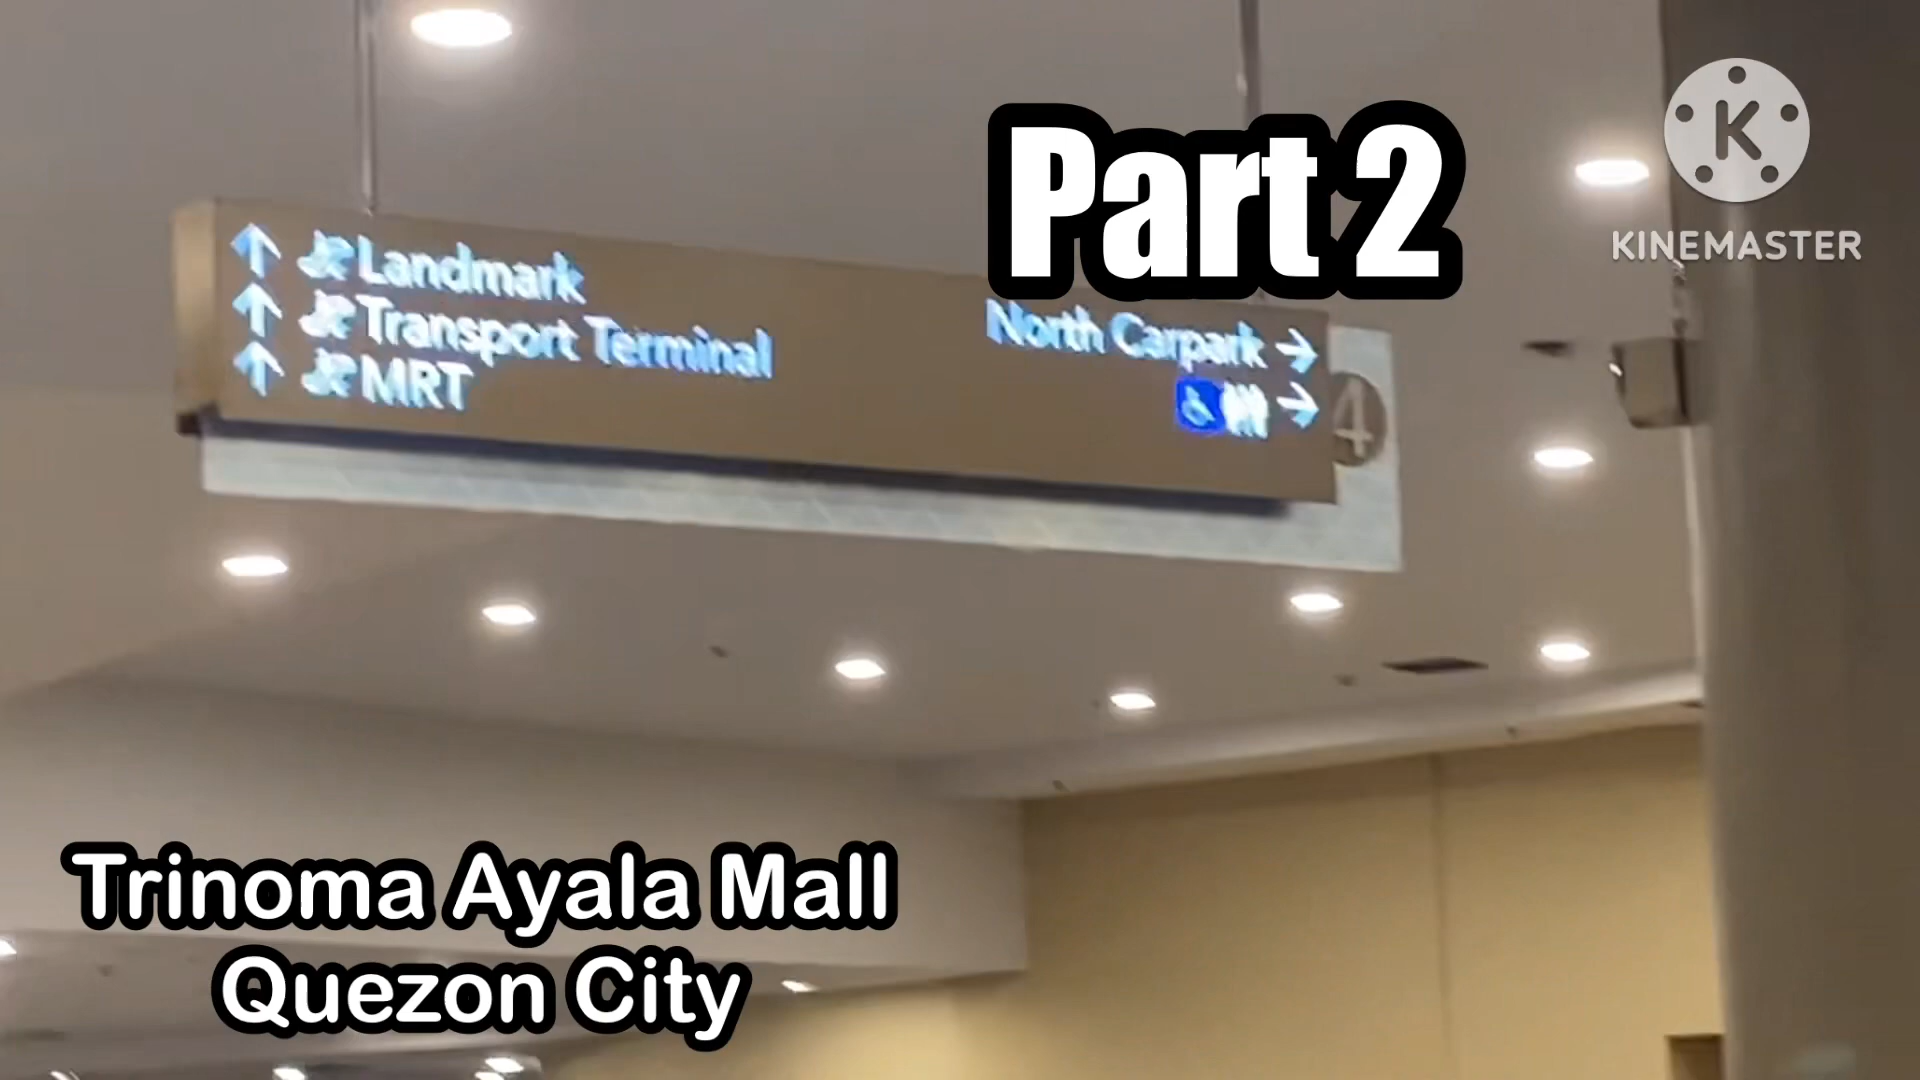 Part 2
K
KINEMASTER
Landmark
Transport Terminal
MRT
North Carpark
4
Trinoma Ayala Mall
Quezon City